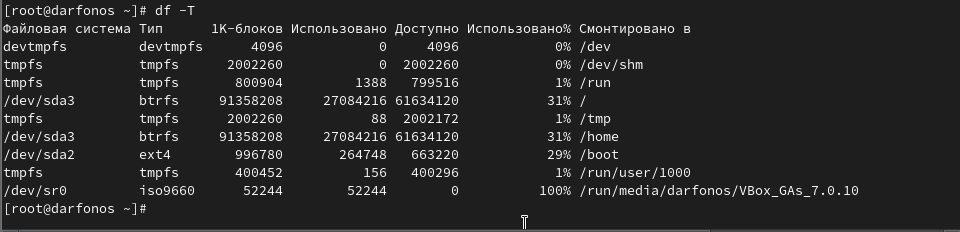 [root@darfonos ~]# df -T
Файловая система Тип 1K-блоков Использовано Доступно Использовано% Смонтировано в
devtmpfs devtmpfs 4096 0 4096 0% /dev
tmpfs tmpfs 2002260 0 2002260 0% /dev/shm
tmpfs tmpfs 800904 1388 799516 1% /run
/dev/sda3 btrfs 91358208 27084216 61634120 31% /
tmpfs tmpfs 2002260 88 2002172 1% /tmp
/dev/sda3 btrfs 91358208 27084216 61634120 31% /home
/dev/sda2 ext4 996780 264748 663220 29% /boot
tmpfs tmpfs 400452 156 400296 1% /run/user/1000
/dev/sr0 iso9660 52244 52244 0 100% /run/media/darfonos/VBox_GAs_7.0.10
[root@darfonos ~]#